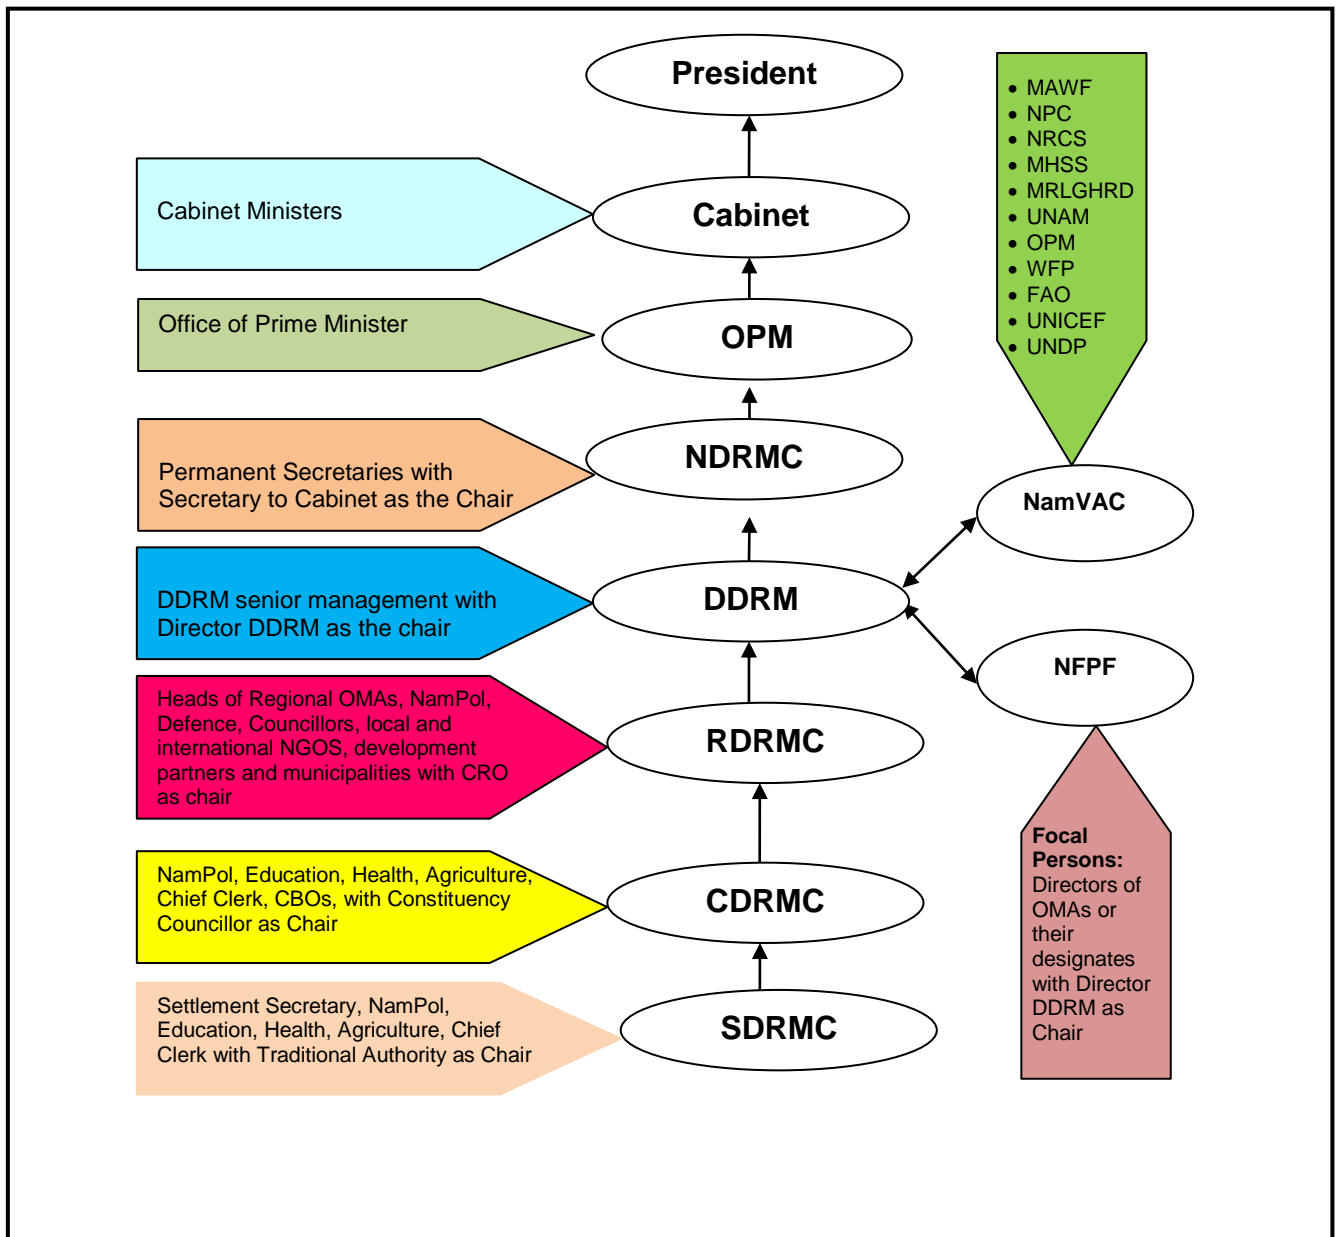 President
Cabinet Ministers
Cabinet
Office of Prime Minister
OPM
Permanent Secretaries with
Secretary to Cabinet as the Chair
NDRMC
DDRM senior management with
Director DDRM as the chair
DDRM
Heads of Regional OMAs, NamPol,
Defence, Councillors, local and
international NGOS, development
partners and municipalities with CRO
as chair
RDRMC
NamPol, Education, Health, Agriculture,
Chief Clerk, CBOs, with Constituency
Councillor as Chair
CDRMC
Settlement Secretary, NamPol,
Education, Health, Agriculture, Chief
Clerk with Traditional Authority as Chair
SDRMC
• MAWF
• NPC
• NRCS
• MHSS
• MRLGHRD
• UNAM
• OPM
• WFP
• FAO
• UNICEF
• UNDP
NamVAC
NFPF
Focal
Persons:
Directors of
OMAs or
their
designates
with Director
DDRM as
Chair